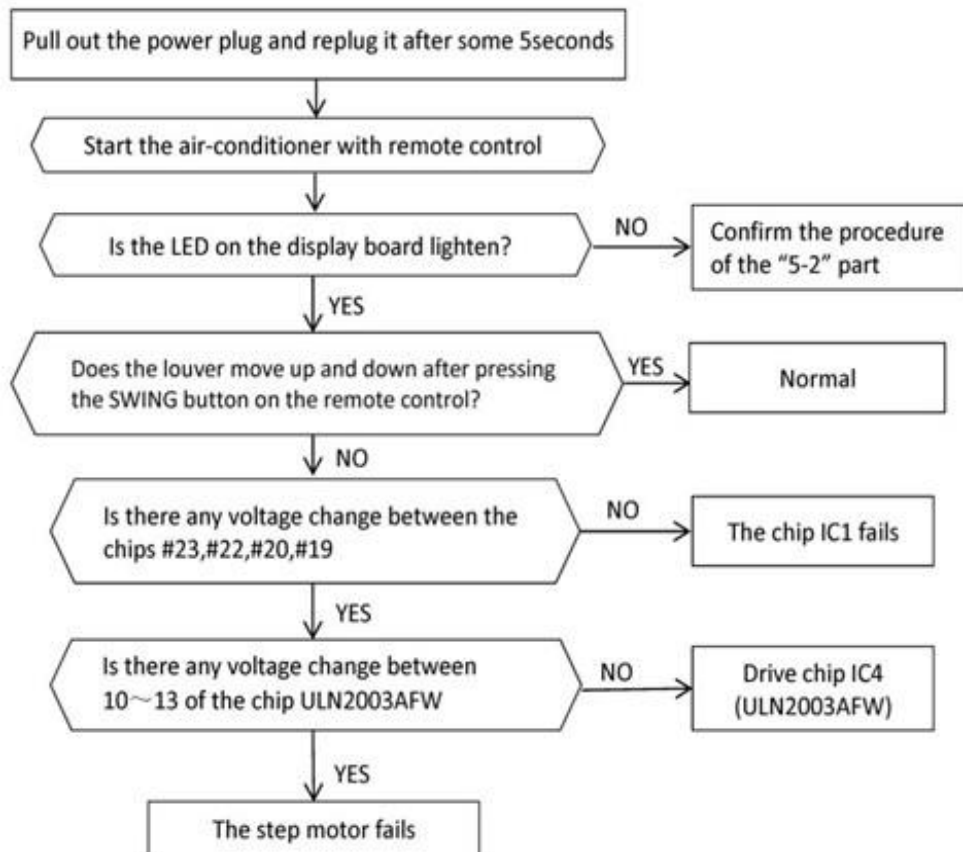 Pull out the power plug and replug it after some 5seconds
Start the air-conditioner with remote control
Is the LED on the display board lighten?
NO
Confirm the procedure
of the “5-2” part
YES
Does the louver move up and down after pressing
the SWING button on the remote control?
YES
Normal
NO
Is there any voltage change between the
chips #23,#22,#20,#19
NO
The chip IC1 fails
YES
Is there any voltage change between
10～13 of the chip ULN2003AFW
NO
Drive chip IC4
(ULN2003AFW)
YES
The step motor fails